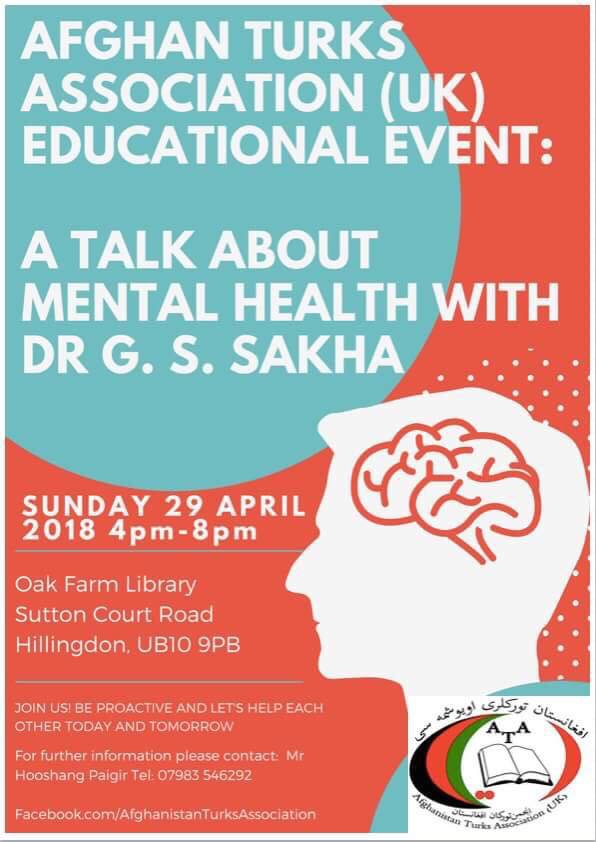 AFGHAN TURKS
ASSOCIATION (UK)
EDUCATIONAL EVENT:
A TALK ABOUT
MENTAL HEALTH WITH
DR G. S. SAKHA
SUNDAY 29 APRIL
2018 4pm-8pm
Oak Farm Library
Sutton Court Road
Hillingdon, UB10 9PB
JOIN US! BE PROACTIVE AND LET'S HELP EACH
OTHER TODAY AND TOMORROW
For further information please contact: Mr
Hooshang Paigir Tel: 07983 546292
Facebook.com/AfghanistanTurksAssociation
افغانستان تورکلری اویوشمه سی
ATA
انجمن تورکان افغانستان
Afghanistan Turks Association (UK)